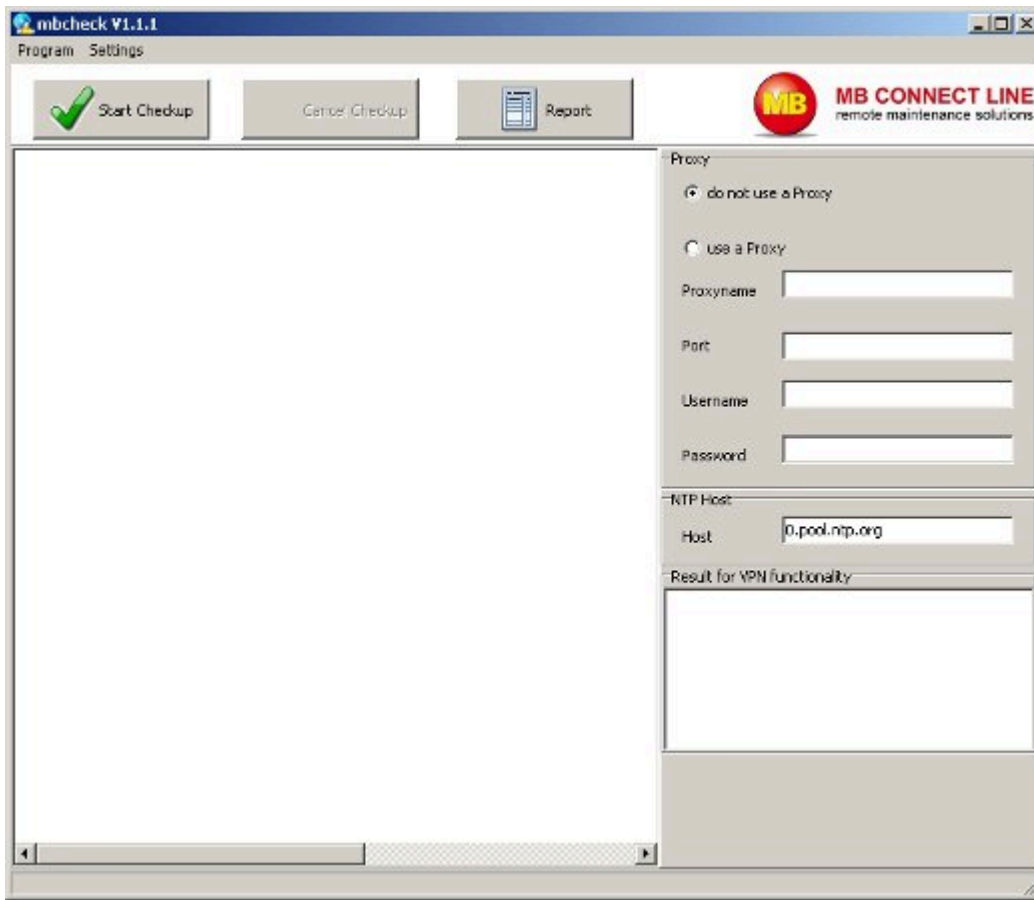 mbcheck V1.1.1
Program Settings
Start Checkup Cancel Checkup Report
MB
MB CONNECT LINE
remote maintenance solutions
Proxy
do not use a Proxy
use a Proxy
Proxyname
Port
Username
Password
NTP Host
Host 0.pool.ntp.org
Result for VPN functionality